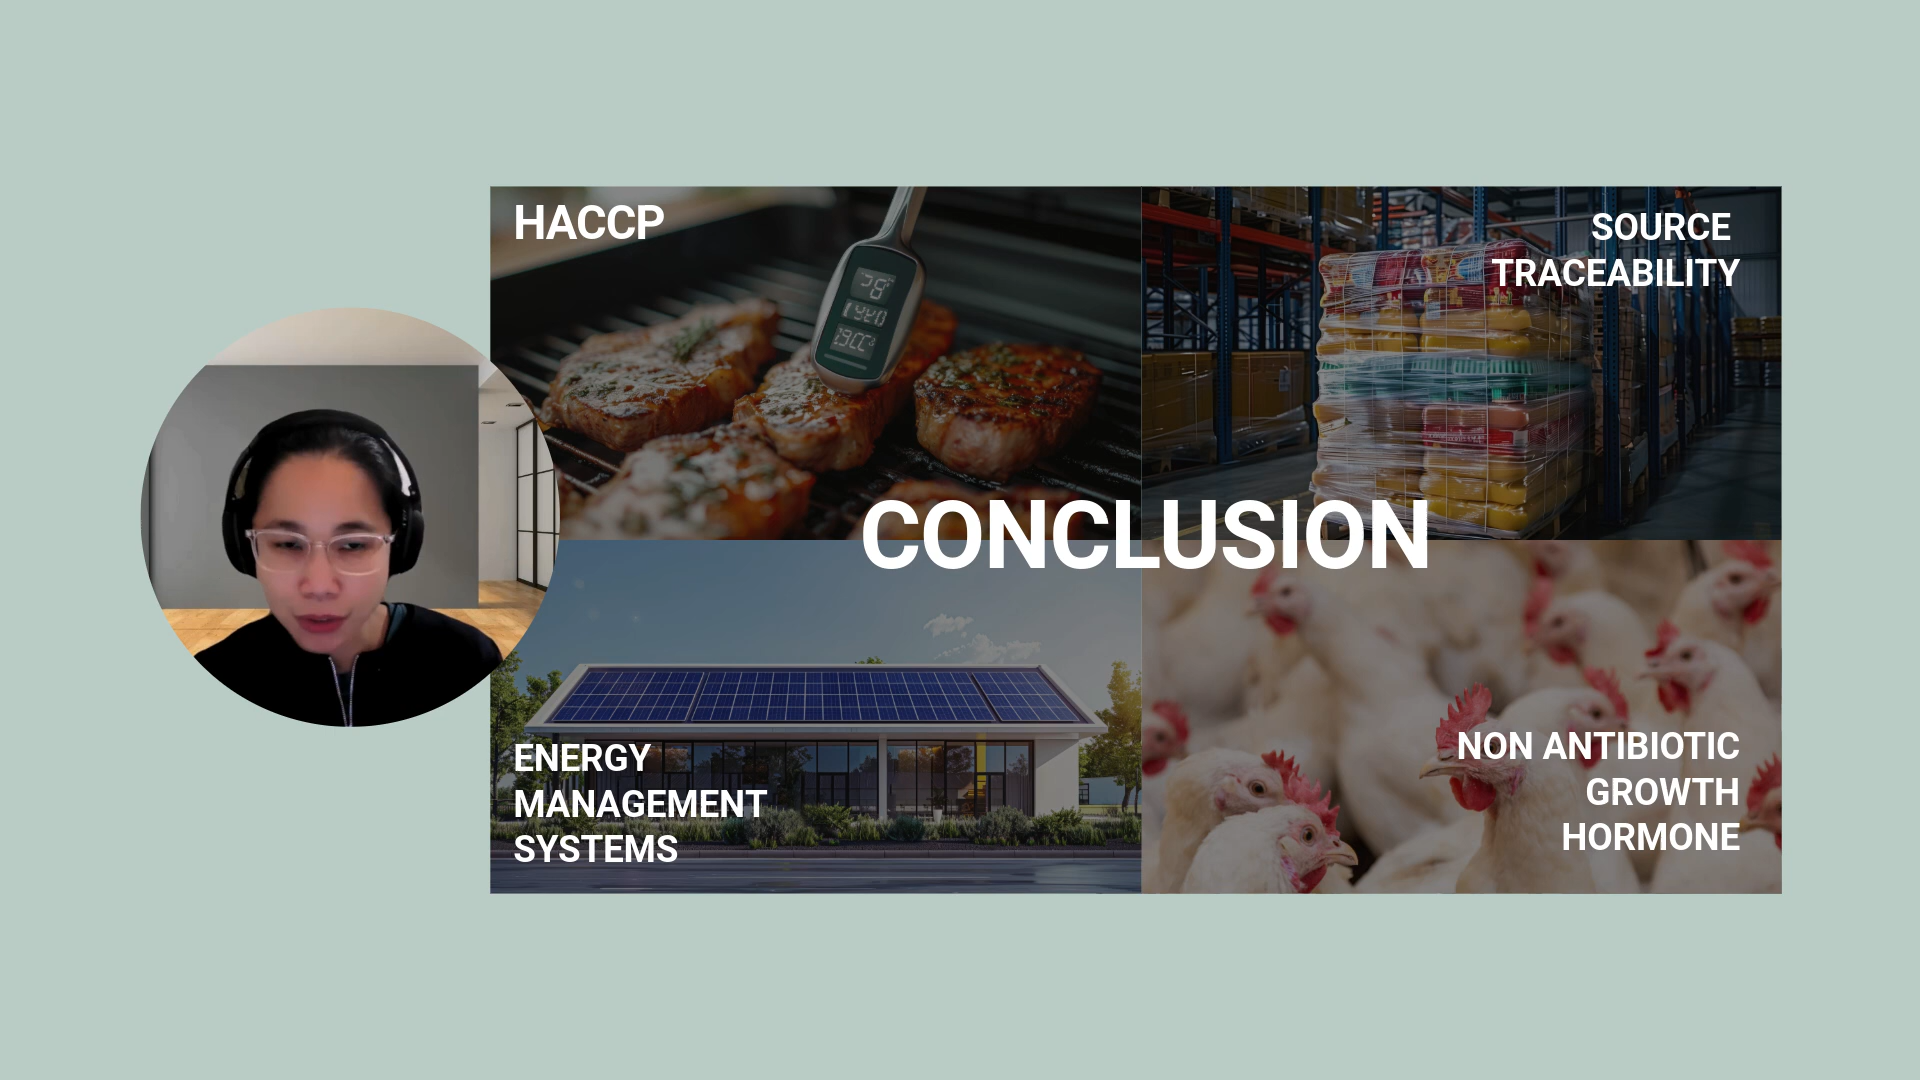 HACCP
SOURCE
TRACEABILITY
CONCLUSION
ENERGY
MANAGEMENT
SYSTEMS
NON ANTIBIOTIC
GROWTH
HORMONE